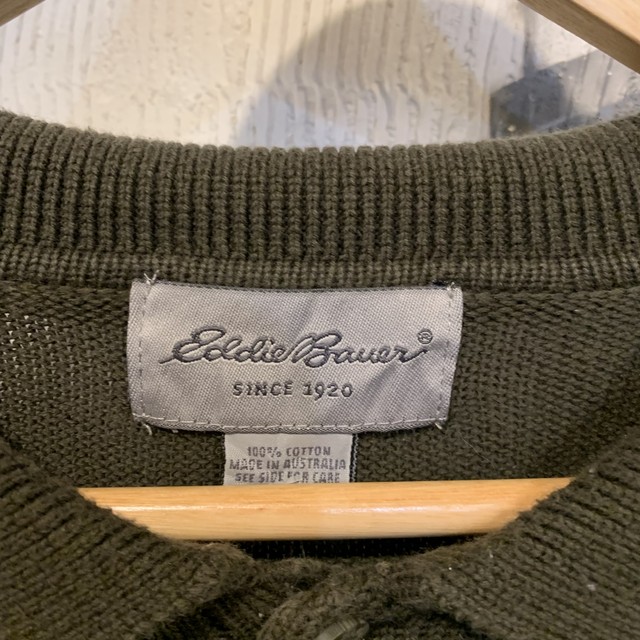 Eddie Bauer®
SINCE 1920
100% COTTON
MADE IN AUSTRALIA
SEE SIDE FOR CARE